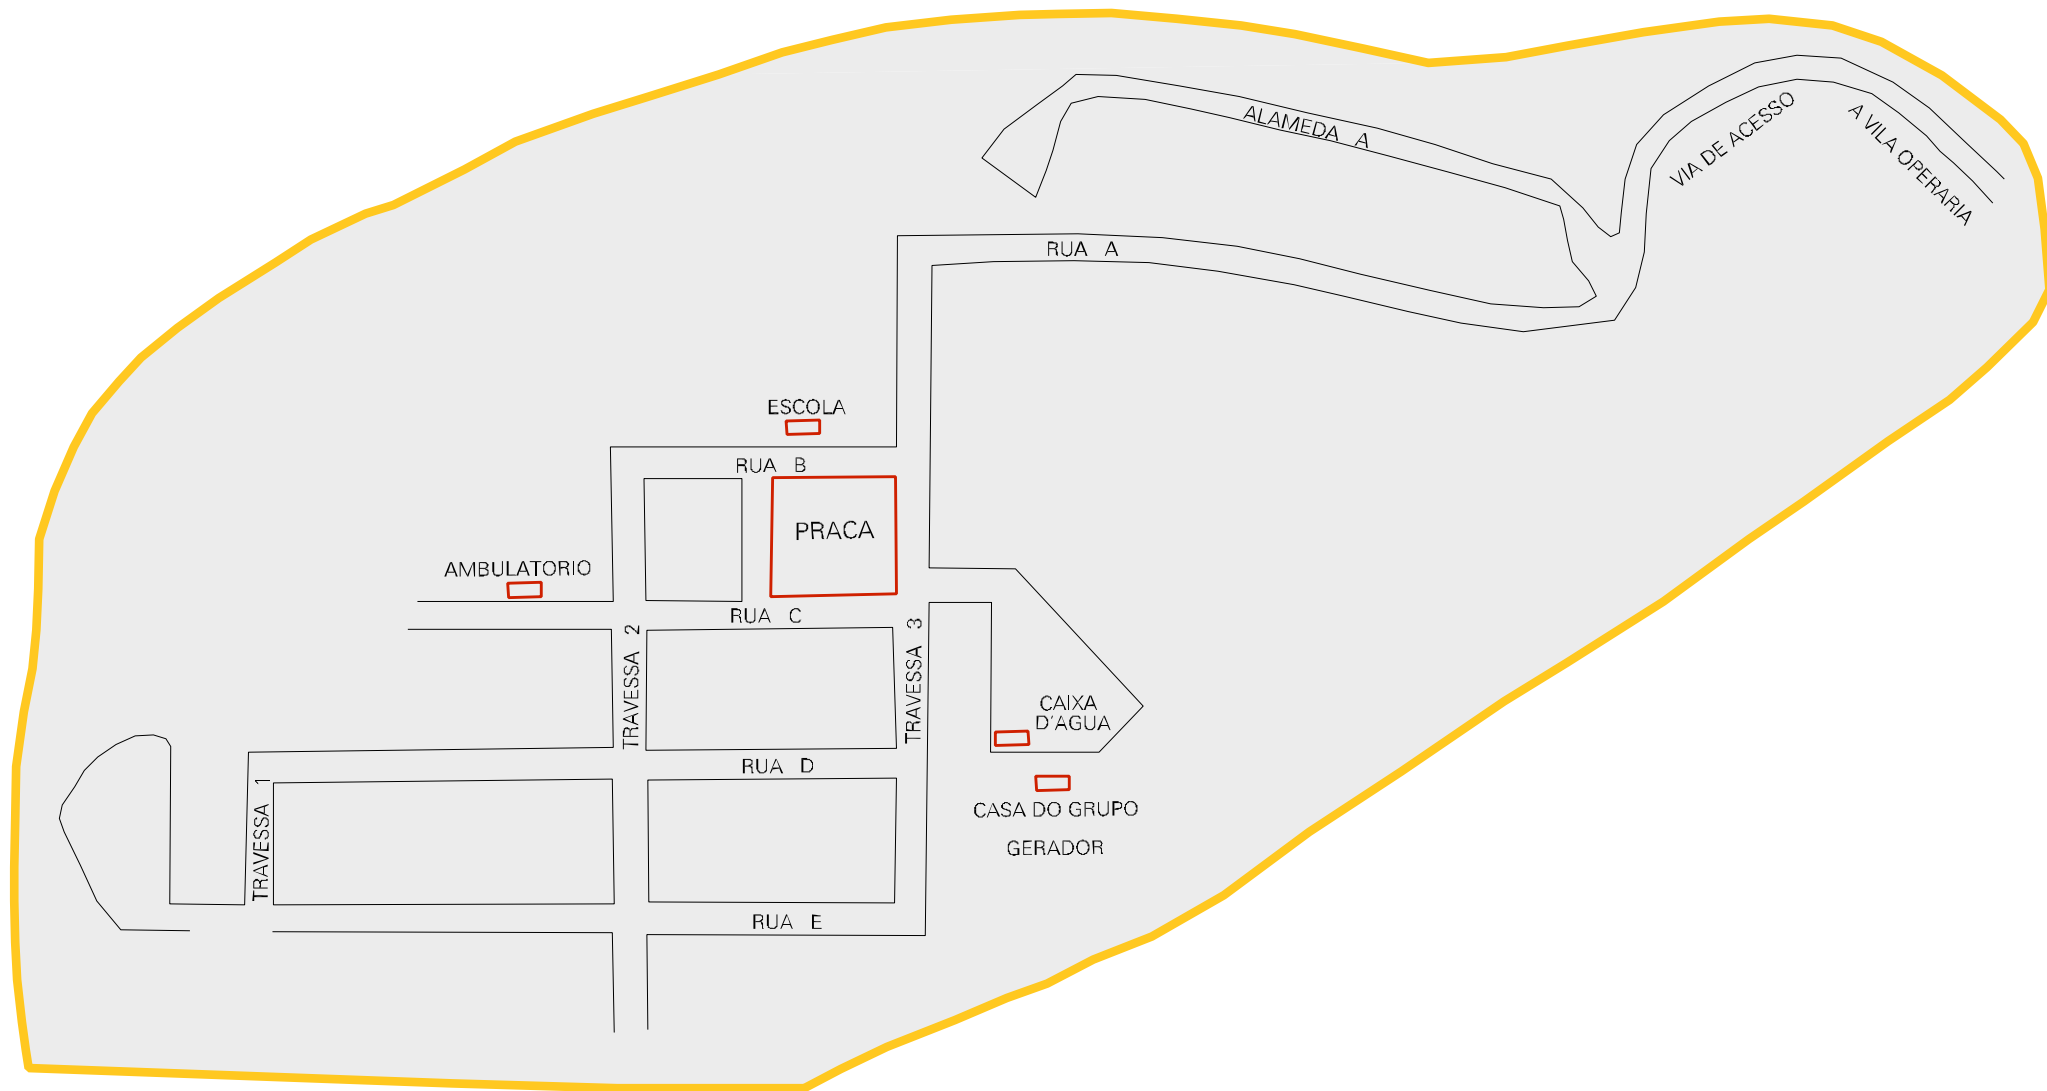 ALAMEDA A
VIA DE ACESSO
A VILA OPERARIA
RUA A
ESCOLA
RUA B
PRACA
AMBULATORIO
RUA C
TRAVESSA 2
TRAVESSA 3
CAIXA
D'AGUA
RUA D
TRAVESSA 1
CASA DO GRUPO
GERADOR
RUA E